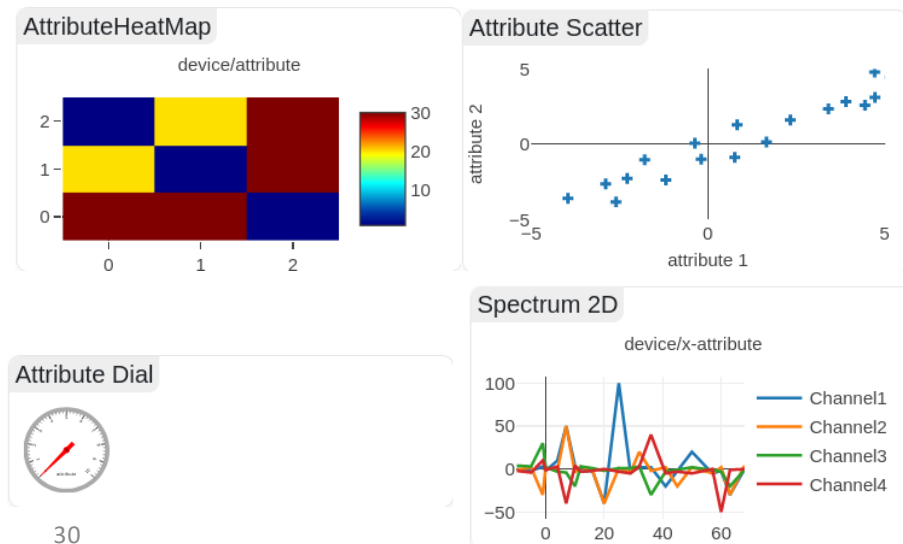 AttributeHeatMap
device/attribute
2
1
0
0 1 2
30
20
10
Attribute Scatter
attribute 2
5
0
−5
−5 0 5
attribute 1
Attribute Dial
attribute
30
Spectrum 2D
device/x-attribute
100
50
0
−50
0 20 40 60
Channel1
Channel2
Channel3
Channel4